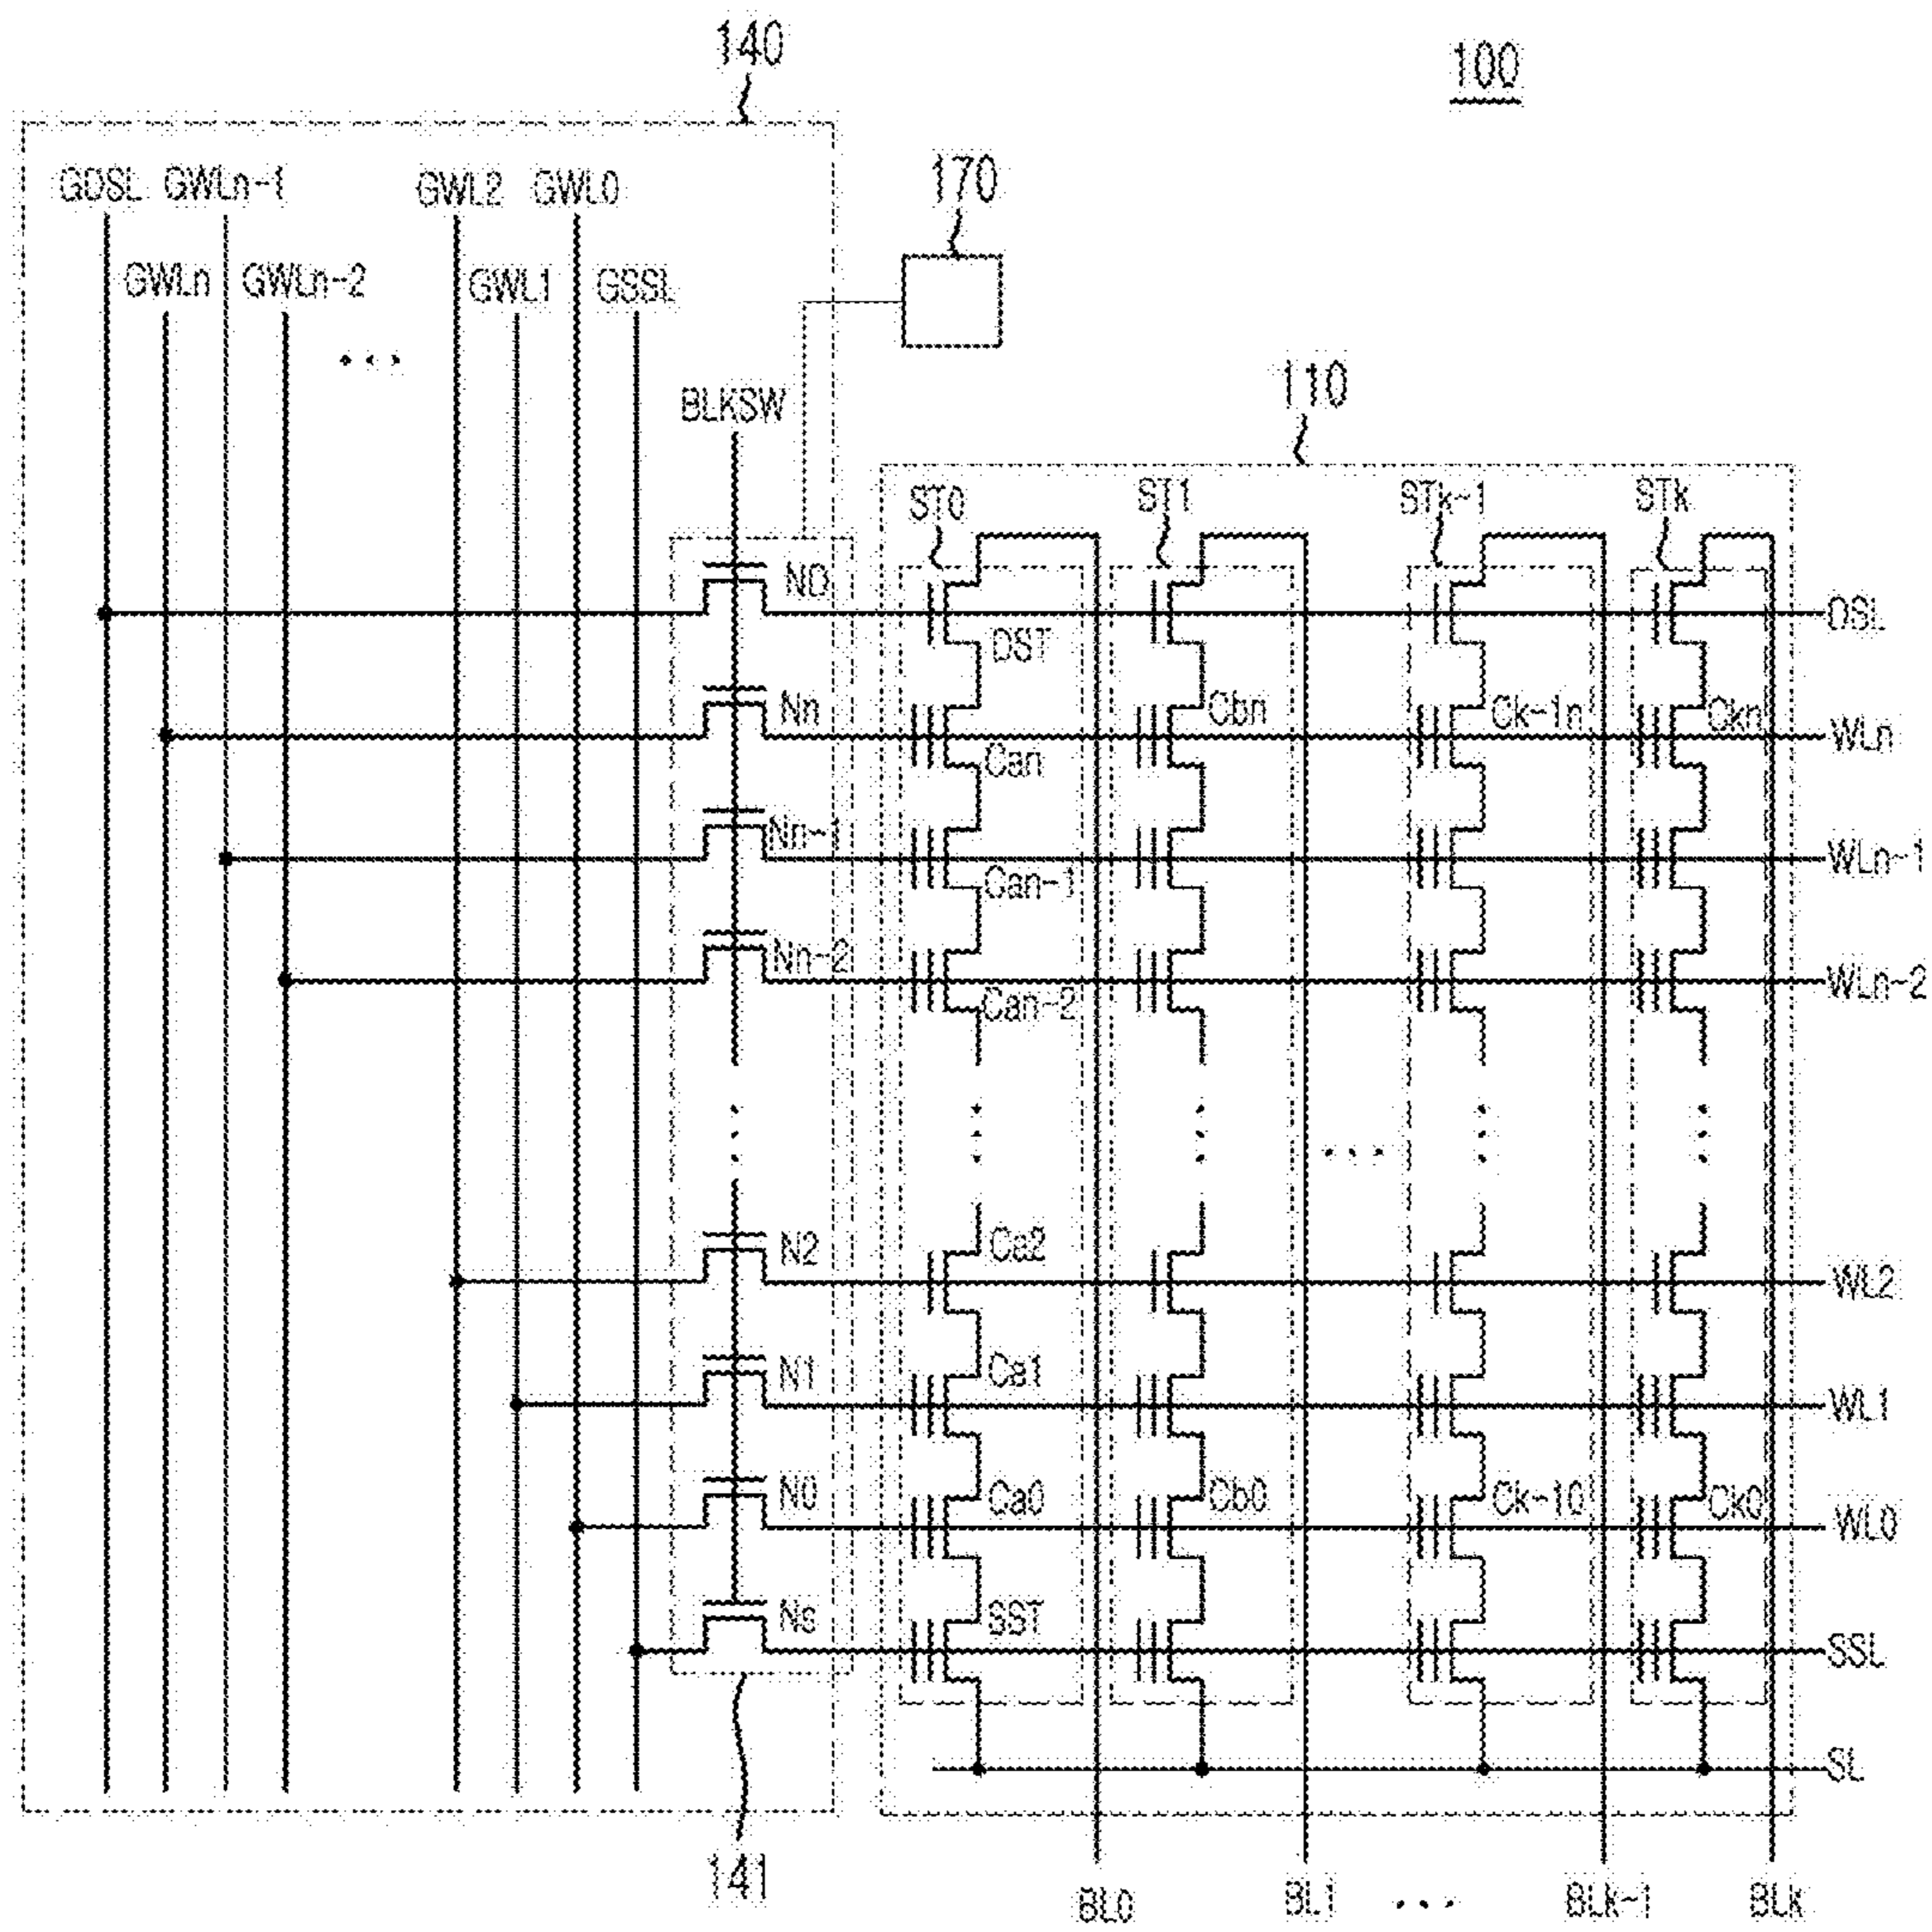 140
100
GDSL GWLn-1 GWL2 GWL0
170
GWLn GWLn-2 GWL1 GSSL
...
110
BLKSW
ST0 ST1 STk-1 STk
ND
DSL
DST
Nn Cbn Ck-1n Ckn
WLn
Can
Nn-1
WLn-1
Can-1
Nn-2
WLn-2
Can-2
...
N2 Ca2
WL2
N1 Ca1
WL1
N0 Ca0 Cb0 Ck-10 Ck0
WL0
Ns SST
SSL
SL
141
BL0 BL1 ... BLk-1 BLk